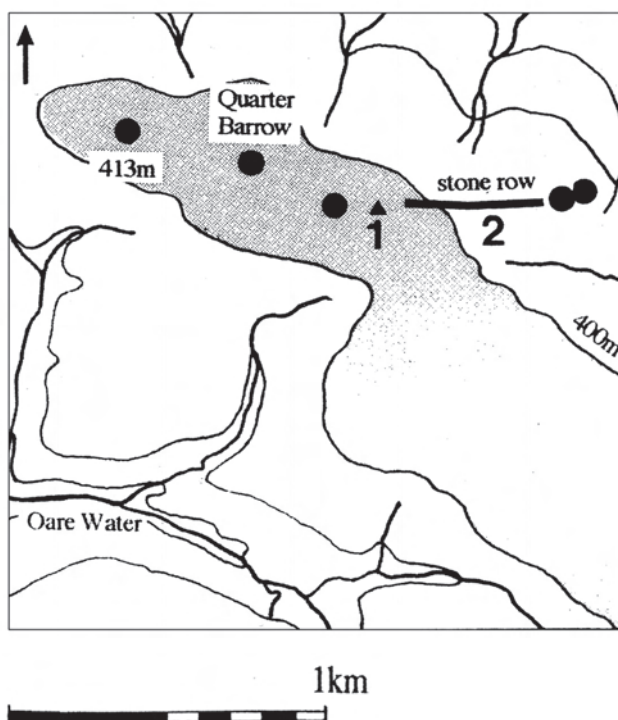 Quarter
Barrow
413m
stone row
1
2
400m
Oare Water
1km